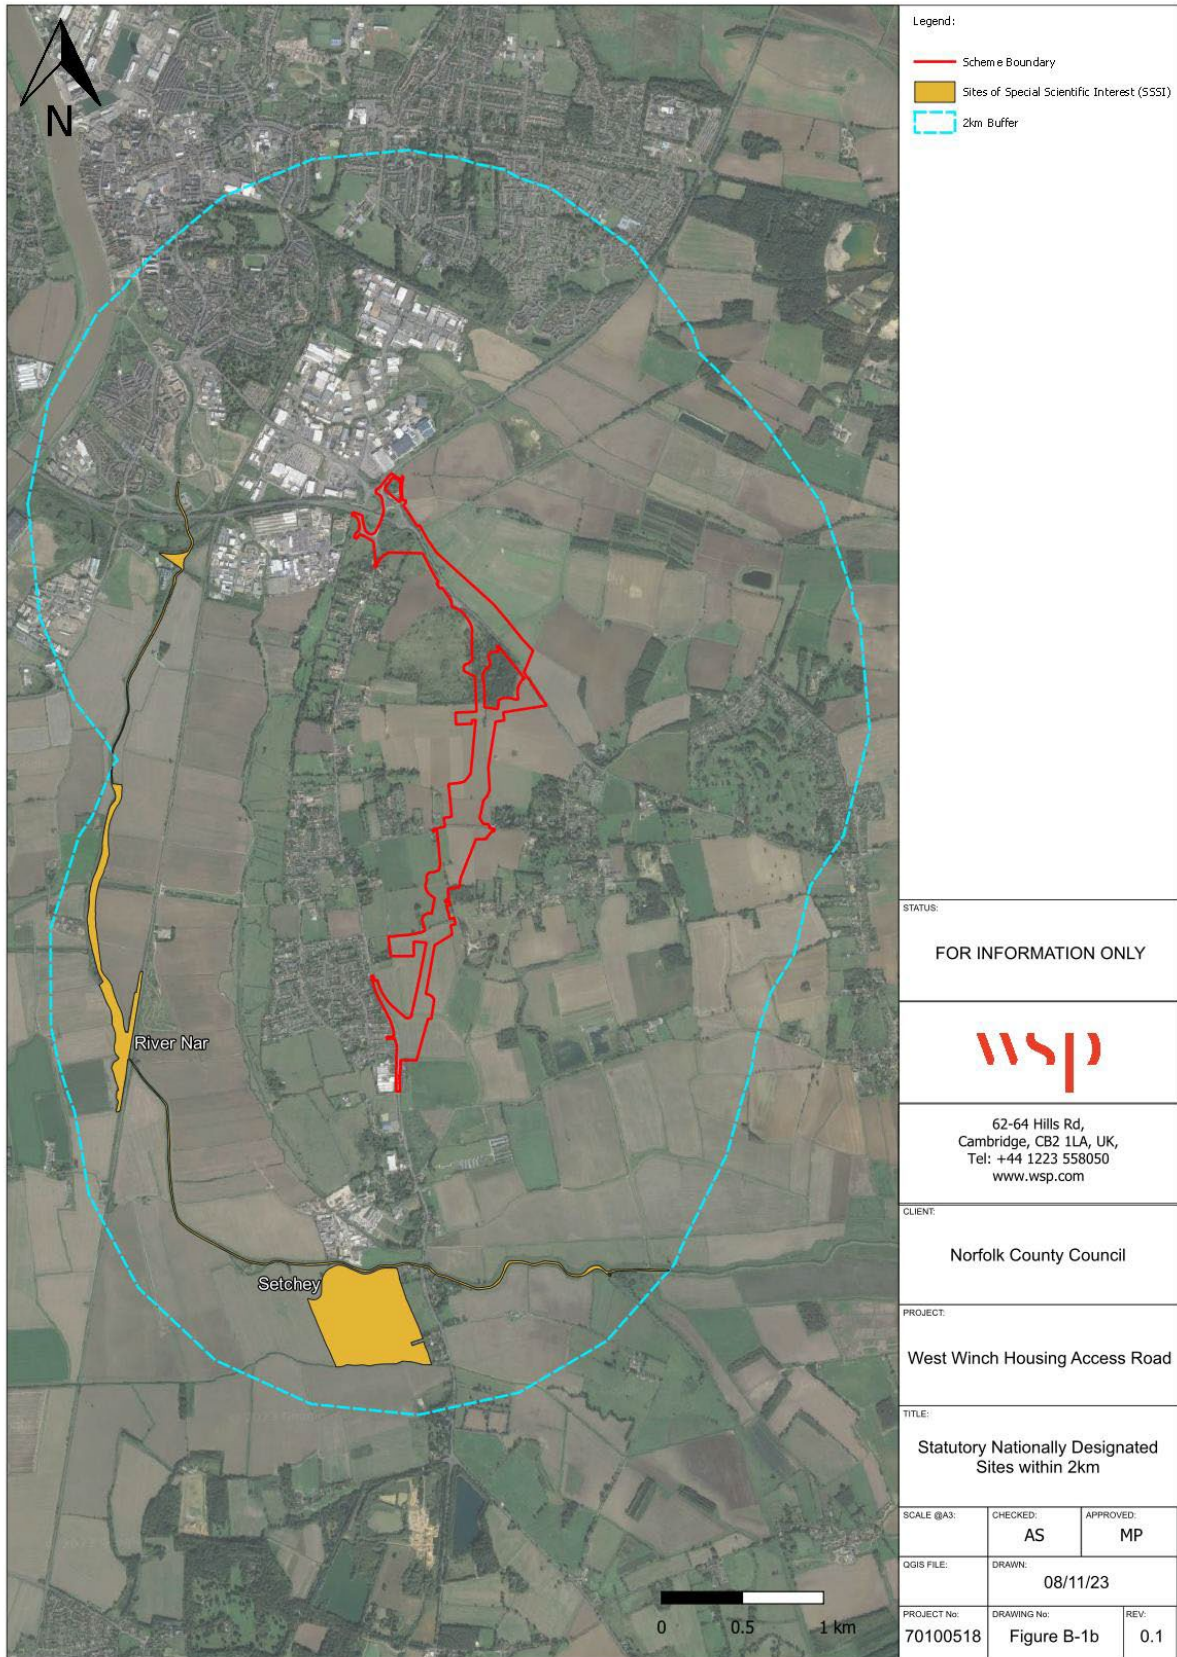 N
River Nar
Setchey
0 0.5 1 km
Legend:
Scheme Boundary
Sites of Special Scientific Interest (SSSI)
2km Buffer
STATUS:
FOR INFORMATION ONLY
wsp
62-64 Hills Rd,
Cambridge, CB2 1LA, UK,
Tel: +44 1223 558050
www.wsp.com
CLIENT:
Norfolk County Council
PROJECT:
West Winch Housing Access Road
TITLE:
Statutory Nationally Designated
Sites within 2km
SCALE @A3:
CHECKED:
AS
APPROVED:
MP
QGIS FILE:
DRAWN:
08/11/23
PROJECT No:
70100518
DRAWING No:
Figure B-1b
REV:
0.1